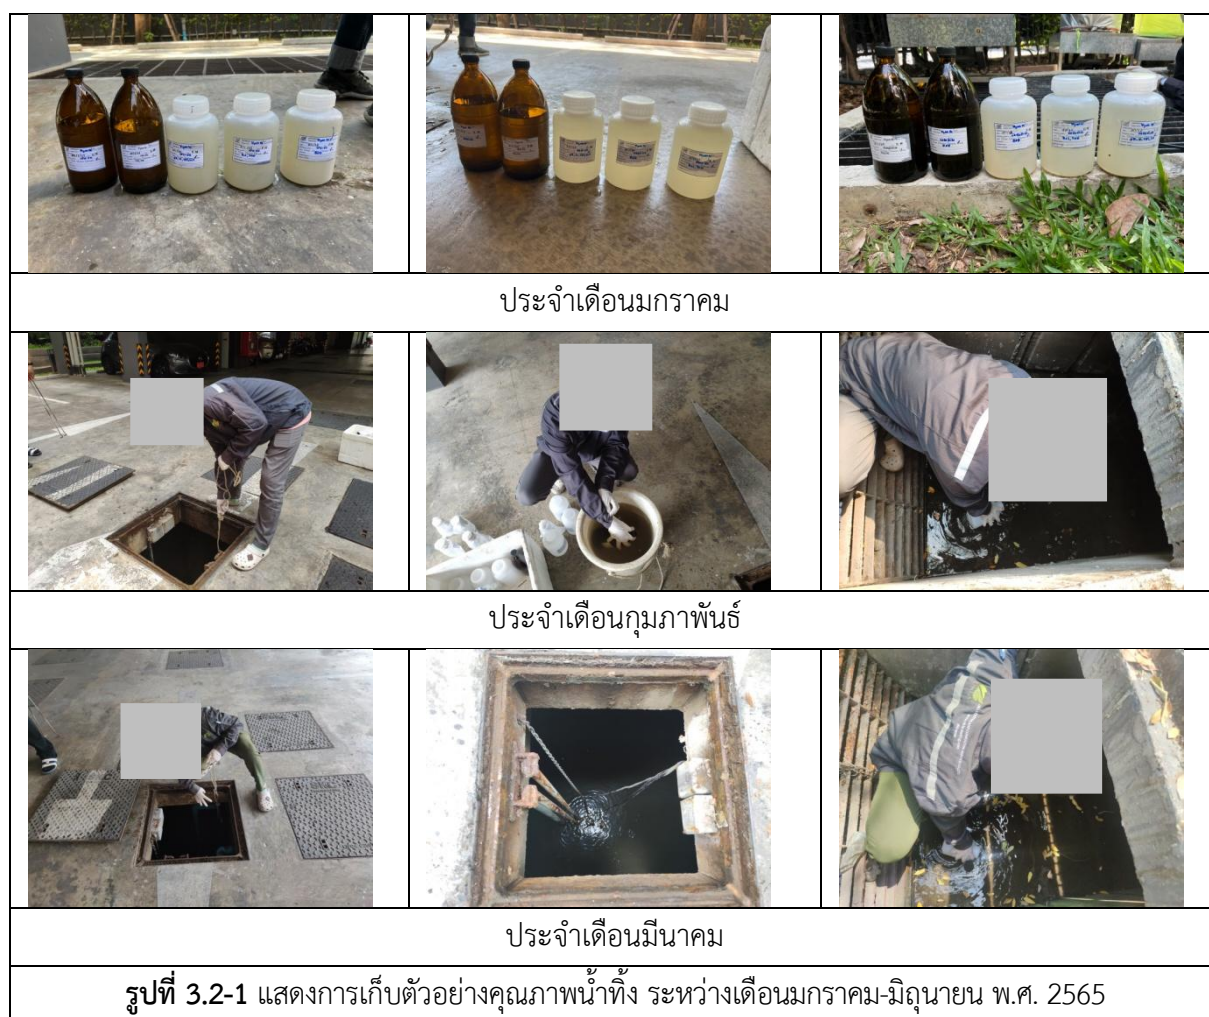 ประจำเดือนมกราคม
ประจำเดือนกุมภาพันธ์
ประจำเดือนมีนาคม
รูปที่ 3.2-1 แสดงการเก็บตัวอย่างคุณภาพน้ำทิ้ง ระหว่างเดือนมกราคม-มิถุนายน พ.ศ. 2565